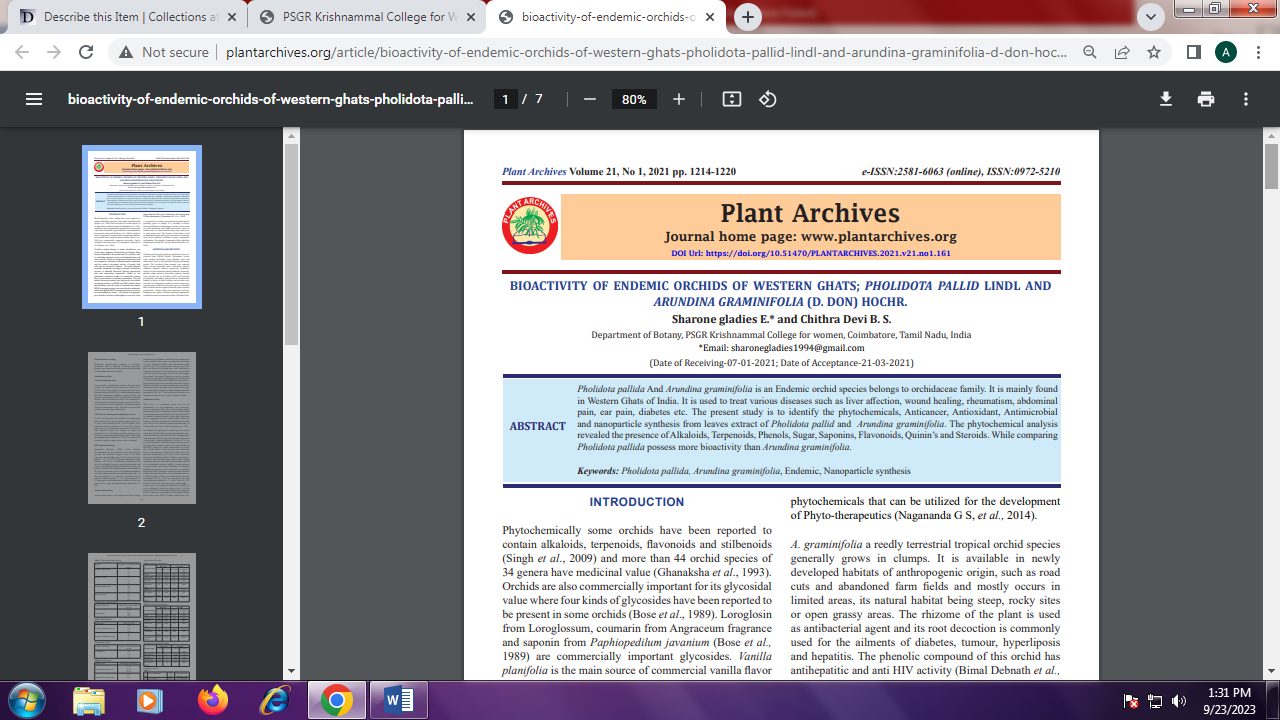 Describe this Item | Collections at
PSGR Krishnammal College for W
bioactivity-of-endemic-orchids-o
Not secure
plantarchives.org/article/bioactivity-of-endemic-orchids-of-western-ghats-pholidota-pallid-lindl-and-arundina-graminifolia-d-don-hoc...
A
bioactivity-of-endemic-orchids-of-western-ghats-pholidota-palli...
1 / 7
80%
1
2
Plant Archives Volume 21, No 1, 2021 pp. 1214-1220
e-ISSN:2581-6063 (online), ISSN:0972-5210
PLANT ARCHIVES
Plant Archives
Journal home page: www.plantarchives.org
DOI Url: https://doi.org/10.51470/PLANTARCHIVES.2021.v21.no1.161
BIOACTIVITY OF ENDEMIC ORCHIDS OF WESTERN GHATS; PHOLIDOTA PALLID LINDL AND
ARUNDINA GRAMINIFOLIA (D. DON) HOCHR.
Sharone gladies E.* and Chithra Devi B. S.
Department of Botany, PSGR Krishnammal College for women, Coimbatore, Tamil Nadu, India
*Email: sharonegladies1994@gmail.com
(Date of Receiving-07-01-2021; Date of Acceptance-21-03-2021)
ABSTRACT
Pholidota pallida And Arundina graminifolia is an Endemic orchid species belongs to orchidaceae family. It is mainly found
in Western Ghats of India. It is used to treat various diseases such as liver affection, wound healing, rheumatism, abdominal
pain, ear pain, diabetes etc. The present study is to identify the phytochemicals, Anticancer, Antioxidant, Antimicrobial
and nanoparticle synthesis from leaves extract of Pholidota pallid and Arundina graminifolia. The phytochemical analysis
revealed the presence of Alkaloids, Terpenoids, Phenols, Sugar, Saponins, Flavonoids, Quinin's and Steroids. While comparing
Pholidota pallida possess more bioactivity than Arundina graminifolia.
Keywords: Pholidota pallida, Arundina graminifolia, Endemic, Nanoparticle synthesis
INTRODUCTION
Phytochemically some orchids have been reported to
contain alkaloids, terpenoids, flavonoids and stilbenoids
(Singh et al., 2009) and more than 44 orchid species of
34 genera have medicinal value (Ghanaksha et al., 1993).
Orchids are also commercially important for its glycosidal
value where four kinds of glycosides have been reported to
be present in some orchids (Bose et al., 1989). Loroglosin
from Loroglossum, coumarin from Angraceum fragrance
and saponin from Paphiopedilum javanium (Bose et al.,
1989) are commercially important glycosides. Vanilla
planifolia is the main source of commercial vanilla flavor
phytochemicals that can be utilized for the development
of Phyto-therapeutics (Nagananda G S, et al., 2014).
A. graminifolia a reedly terrestrial tropical orchid species
generally grows in clumps. It is available in newly
developed habitats of anthropogenic origin, such as road
cuts and abandoned farm fields and mostly occurs in
limited areas, its natural habitat being steep, rocky sites
or open grassy areas. The rhizome of the plant is used
as antibacterial agent and its root decoction is commonly
used for the ailments of diabetes, tumour, hyperliposis
and hepatitis. The phenolic compound of this orchid has
antihepatitic and anti HIV activity (Bimal Debnath et al.,
1:31 PM
9/23/2023